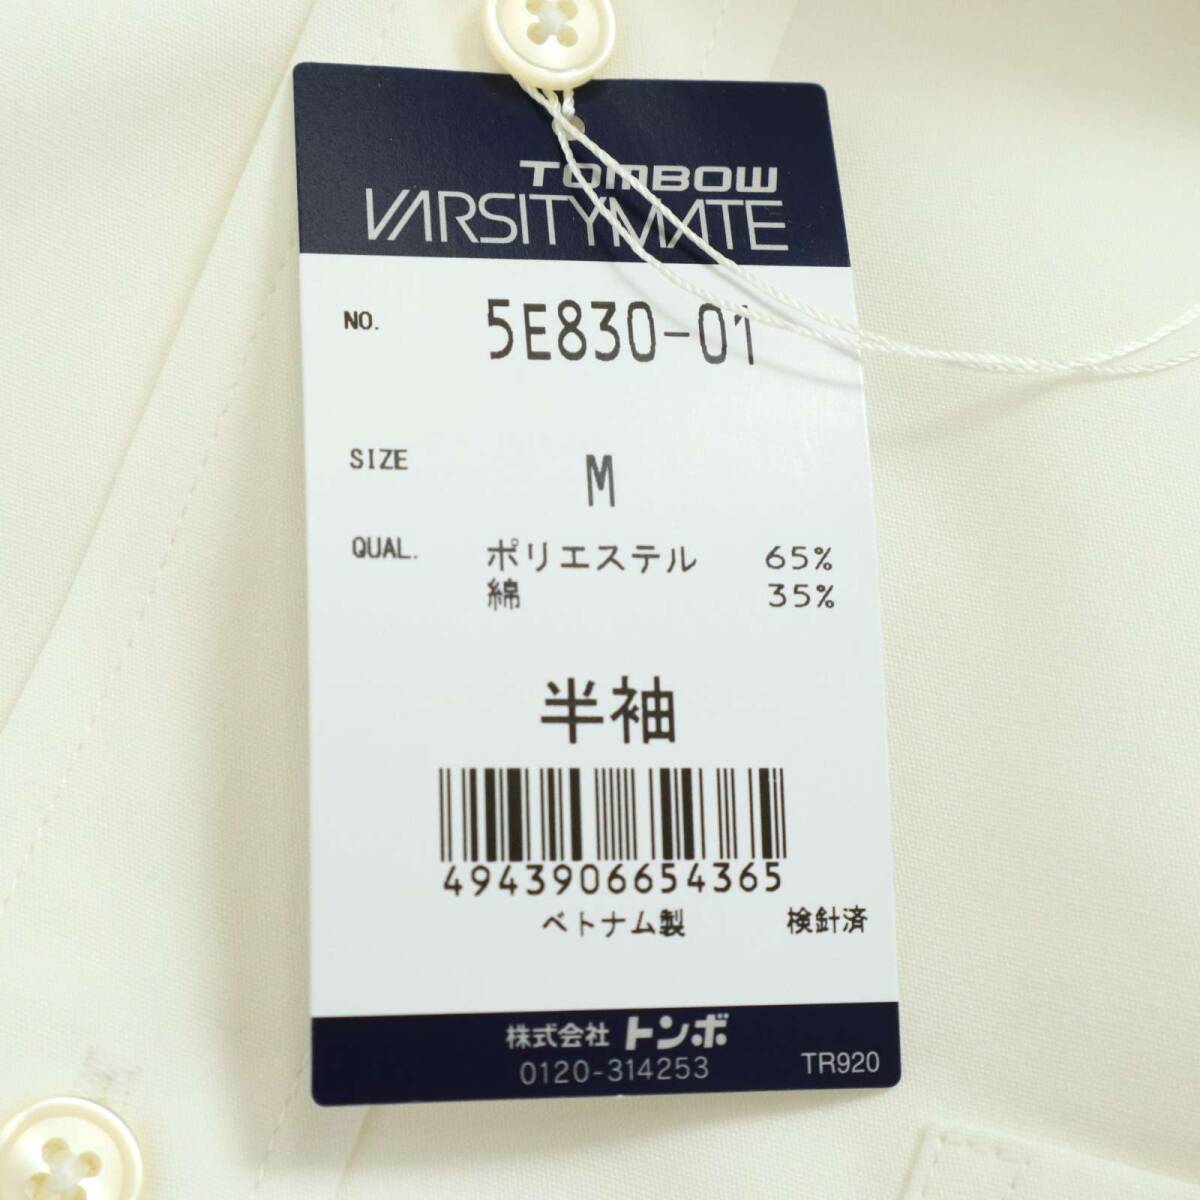 TOMBOW
VARSITYMATE
NO. 5E830-01
SIZE M
QUAL. ポリエステル 65%
綿 35%
半袖
4943906654365
ベトナム製 検針済
株式会社 トンボ
0120-314253 TR920